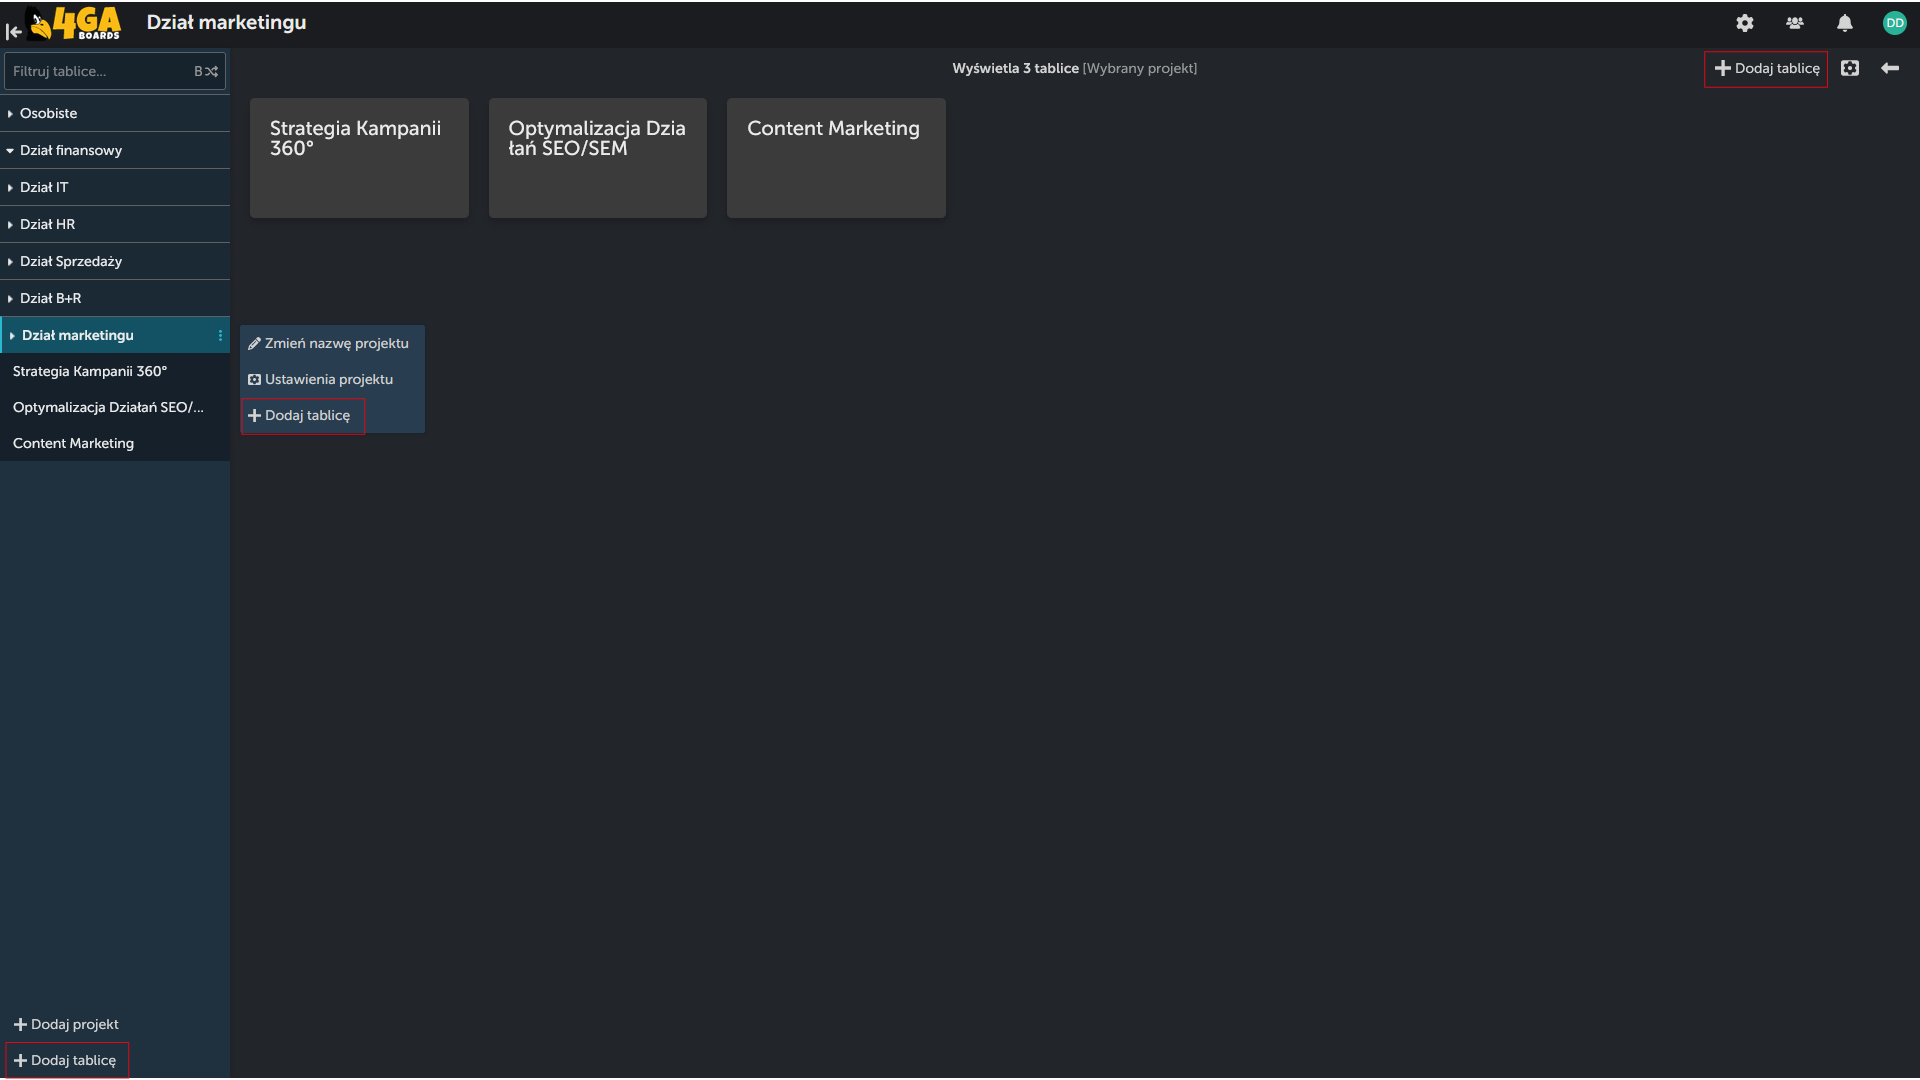 4GA
BOARDS
Dział marketingu
DD
Filtruj tablice...
B
Wyświetla 3 tablice [Wybrany projekt]
Dodaj tablicę
Osobiste
Dział finansowy
Dział IT
Dział HR
Dział Sprzedaży
Dział B+R
Dział marketingu
Strategia Kampanii 360°
Optymalizacja Działań SEO/...
Content Marketing
Strategia Kampanii
360°
Optymalizacja Dzia
łań SEO/SEM
Content Marketing
Zmień nazwę projektu
Ustawienia projektu
Dodaj tablicę
Dodaj projekt
Dodaj tablicę